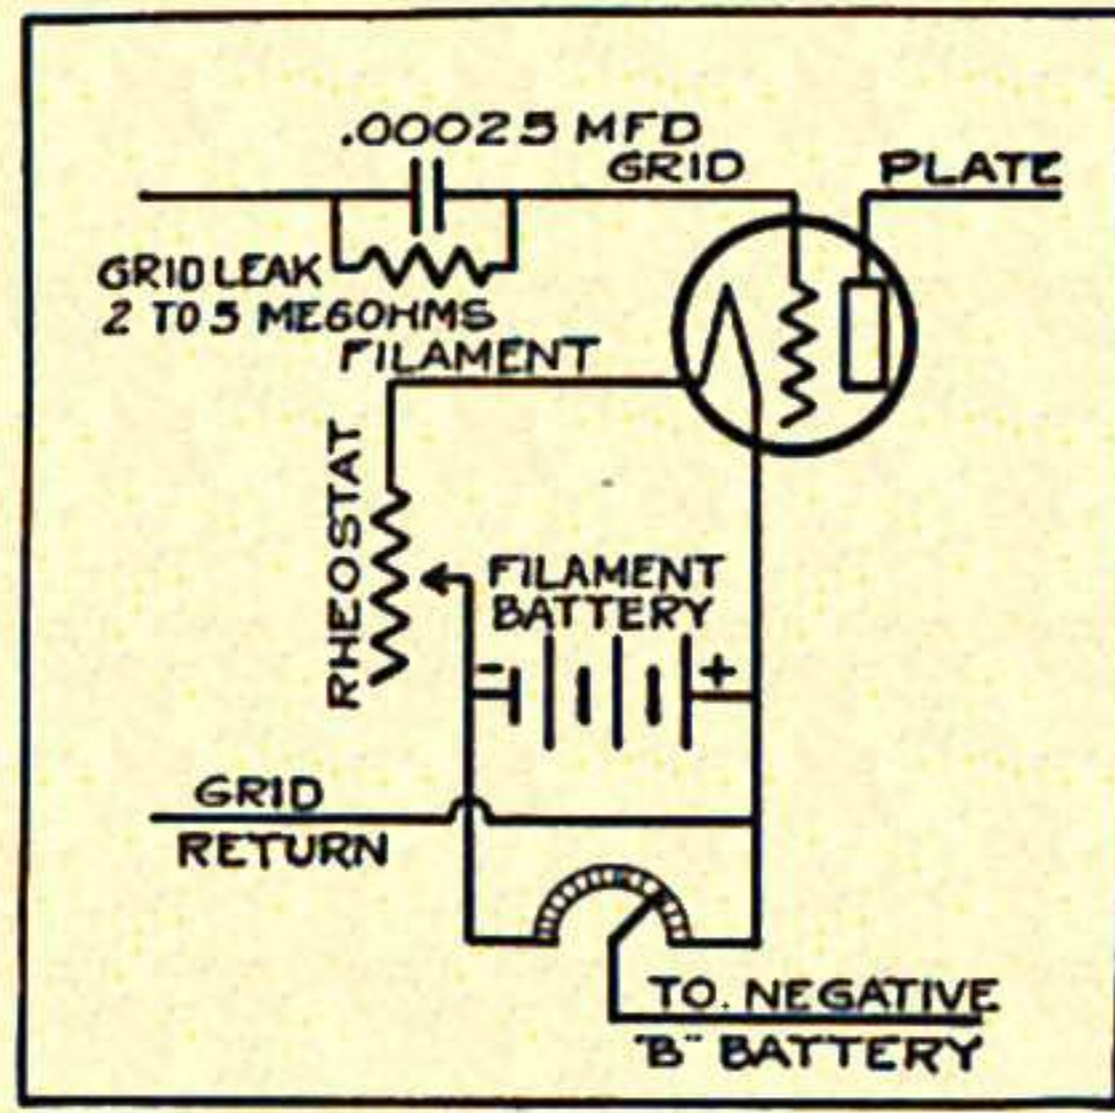 .00025 MFD
GRID
PLATE
GRID LEAK
2 TO 5 MEGOHMS
FILAMENT
RHEOSTAT
FILAMENT
BATTERY
- +
GRID
RETURN
TO. NEGATIVE
"B" BATTERY